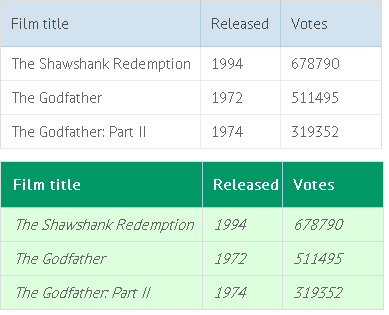 Film title Released Votes
The Shawshank Redemption 1994 678790
The Godfather 1972 511495
The Godfather: Part II 1974 319352
Film title Released Votes
The Shawshank Redemption 1994 678790
The Godfather 1972 511495
The Godfather: Part II 1974 319352